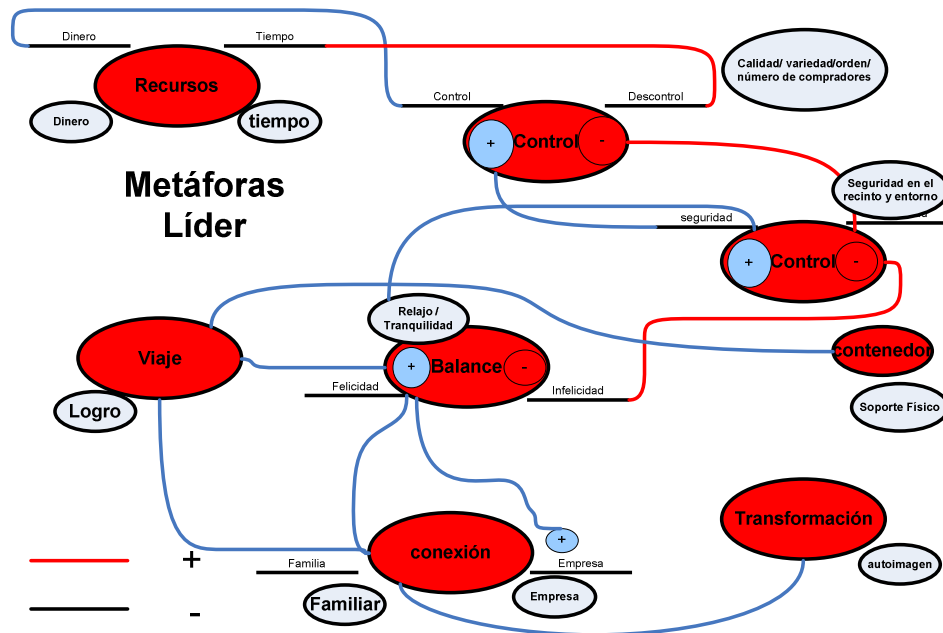 Dinero
Tiempo
Recursos
Dinero
tiempo
Calidad/ variedad/orden/
número de compradores
Control
Descontrol
+
Control
-
Metáforas
Líder
Seguridad en el
recinto y entorno
seguridad
+
Control
-
Relajo /
Tranquilidad
Viaje
+
Balance
-
contenedor
Felicidad
Infelicidad
Logro
Soporte Físico
Transformación
+
conexión
Familia
Empresa
autoimagen
Familiar
Empresa
+
-